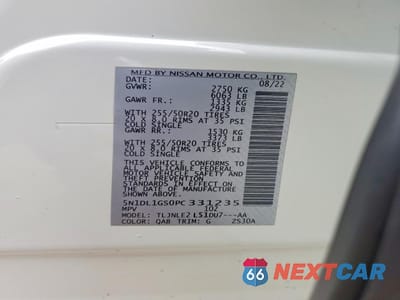 MFD BY NISSAN MOTOR CO., LTD.
DATE: 08/22
GVWR: 2750 KG
6063 LB
GAWR FR.: 1335 KG
2943 LB
WITH 255/50R20 TIRES
20 X 8.0 RIMS AT 35 PSI
COLD SINGLE
GAWR RR.: 1530 KG
3373 LB
WITH 255/50R20 TIRES
20 X 8.0 RIMS AT 35 PSI
COLD SINGLE
THIS VEHICLE CONFORMS TO
ALL APPLICABLE FEDERAL
MOTOR VEHICLE SAFETY AND
THEFT PREVENTION STANDARDS
IN EFFECT ON THE DATE OF
MANUFACTURE SHOWN ABOVE.
5N1DL1GS0PC331235
MPV 102
MODEL: TLJNLE2 L51DU7---AA
COLOR: QAB TRIM: G 2S30A
66 NEXTCAR